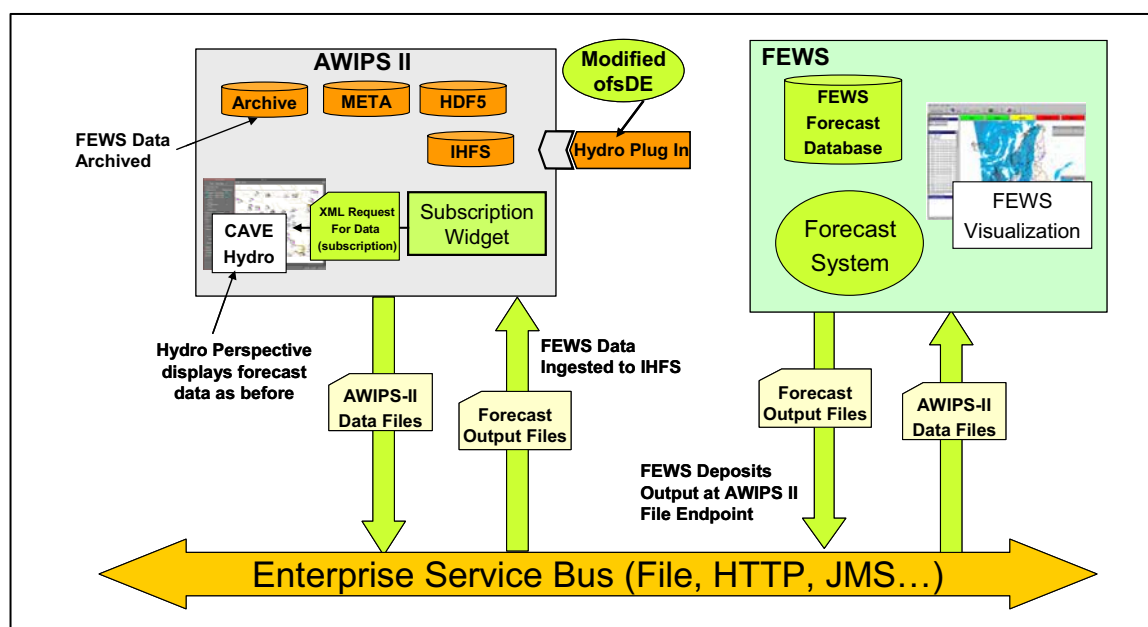 AWIPS II
Archive
META
HDF5
IHFS
FEWS Data
Archived
Modified
ofsDE
Hydro Plug In
CAVE
Hydro
XML Request
For Data
(subscription)
Subscription
Widget
FEWS
FEWS
Forecast
Database
Forecast
System
FEWS
Visualization
Hydro Perspective
displays forecast
data as before
AWIPS-II
Data Files
Forecast
Output Files
FEWS Data
Ingested to IHFS
Forecast
Output Files
AWIPS-II
Data Files
FEWS Deposits
Output at AWIPS II
File Endpoint
Enterprise Service Bus (File, HTTP, JMS…)